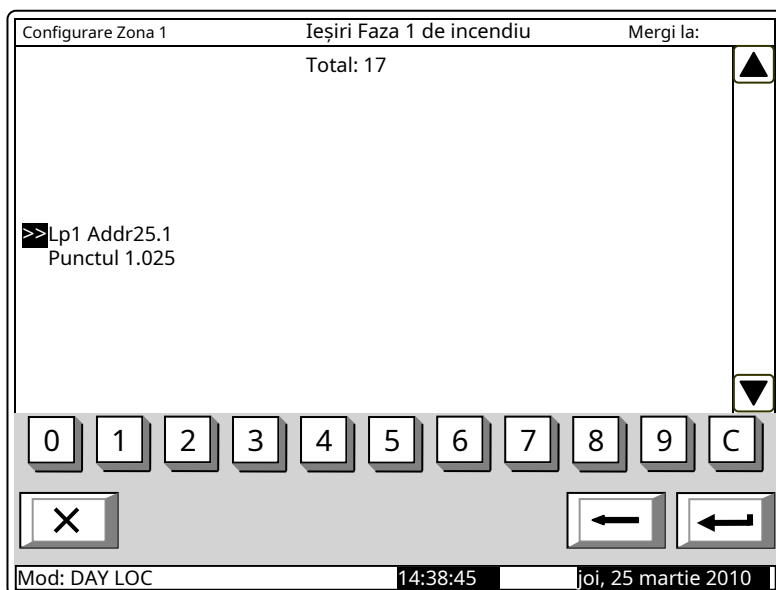 Configurare Zona 1 Ieșiri Faza 1 de incendiu Mergi la:
Total: 17
>>Lp1 Addr25.1
Punctul 1.025
0 1 2 3 4 5 6 7 8 9 C
Mod: DAY LOC 14:38:45 joi, 25 martie 2010